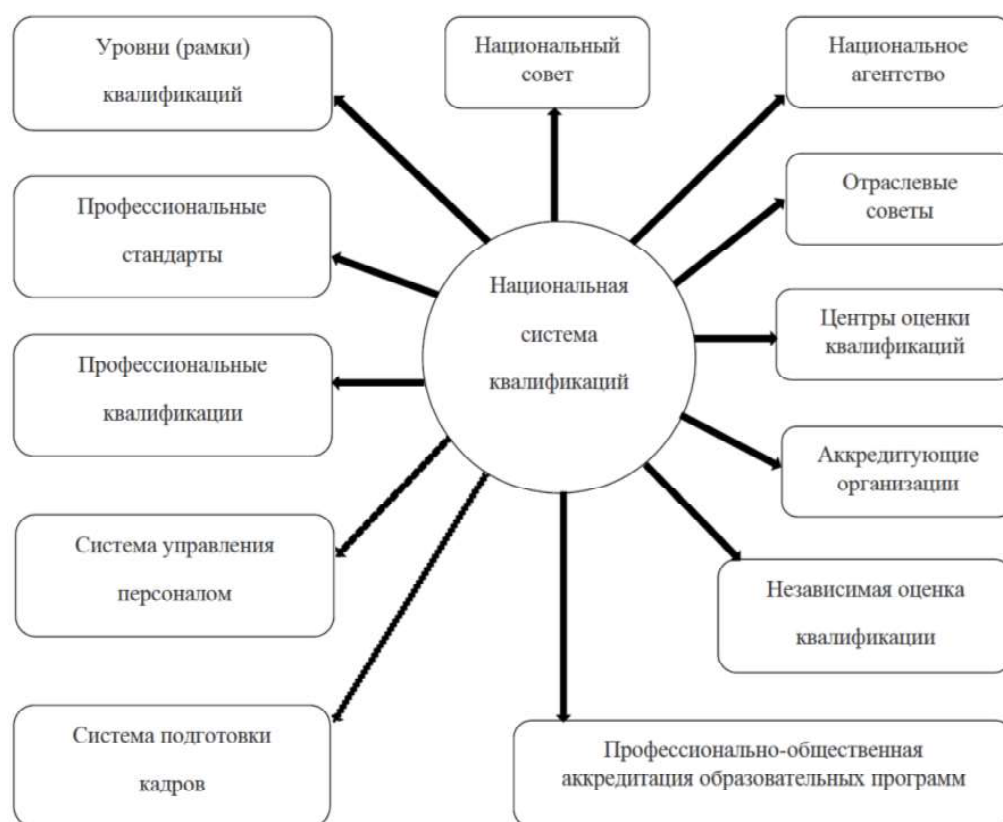 Уровни (рамки)
квалификаций
Национальный
совет
Национальное
агентство
Профессиональные
стандарты
Отраслевые
советы
Национальная
система
квалификаций
Центры оценки
квалификаций
Профессиональные
квалификации
Аккредитующие
организации
Система управления
персоналом
Независимая оценка
квалификации
Система подготовки
кадров
Профессионально-общественная
аккредитация образовательных программ